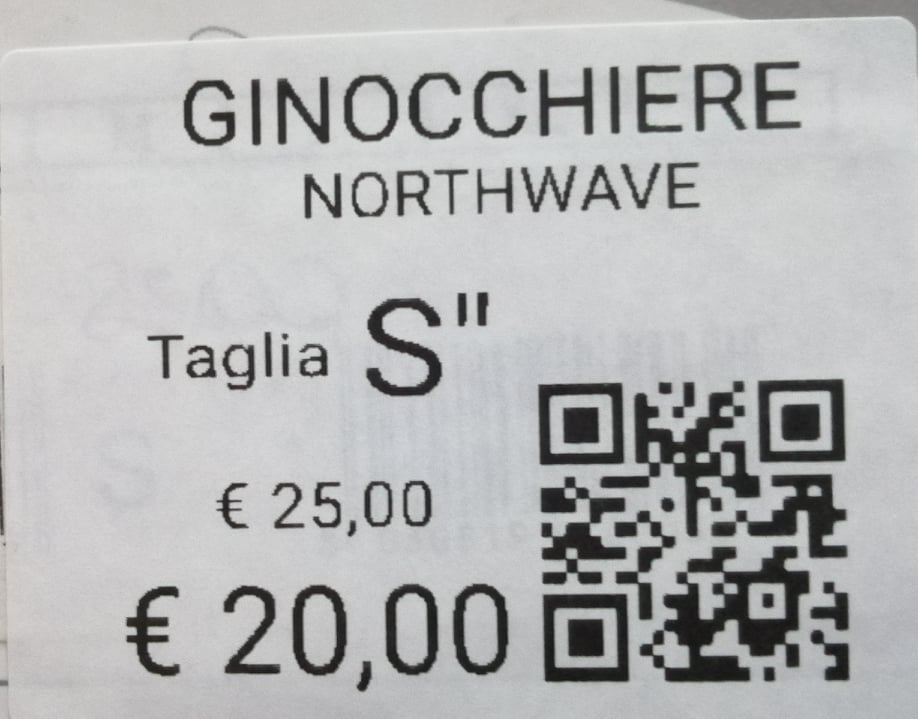 GINOCCHIERE
NORTHWAVE
Taglia S"
€ 25,00
€ 20,00